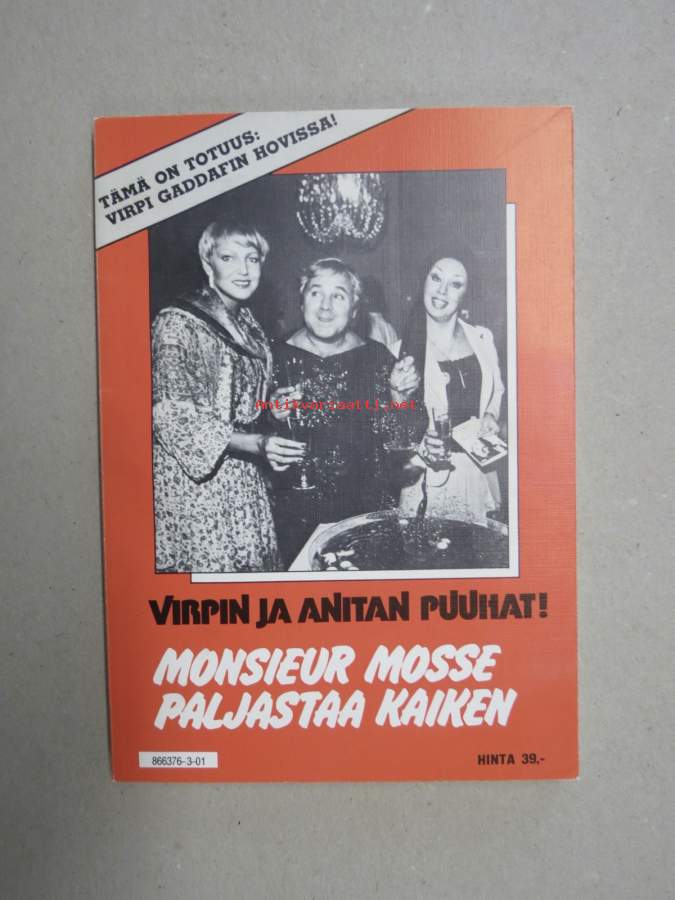 TÄMÄ ON TOTUUS:
VIRPI GADDAFIN HOVISSA!
Antikvariaatti.net
VIRPIN JA ANITAN PUUHAT!
MONSIEUR MOSSE
PALJASTAA KAIKEN
866376-3-01
HINTA 39,-